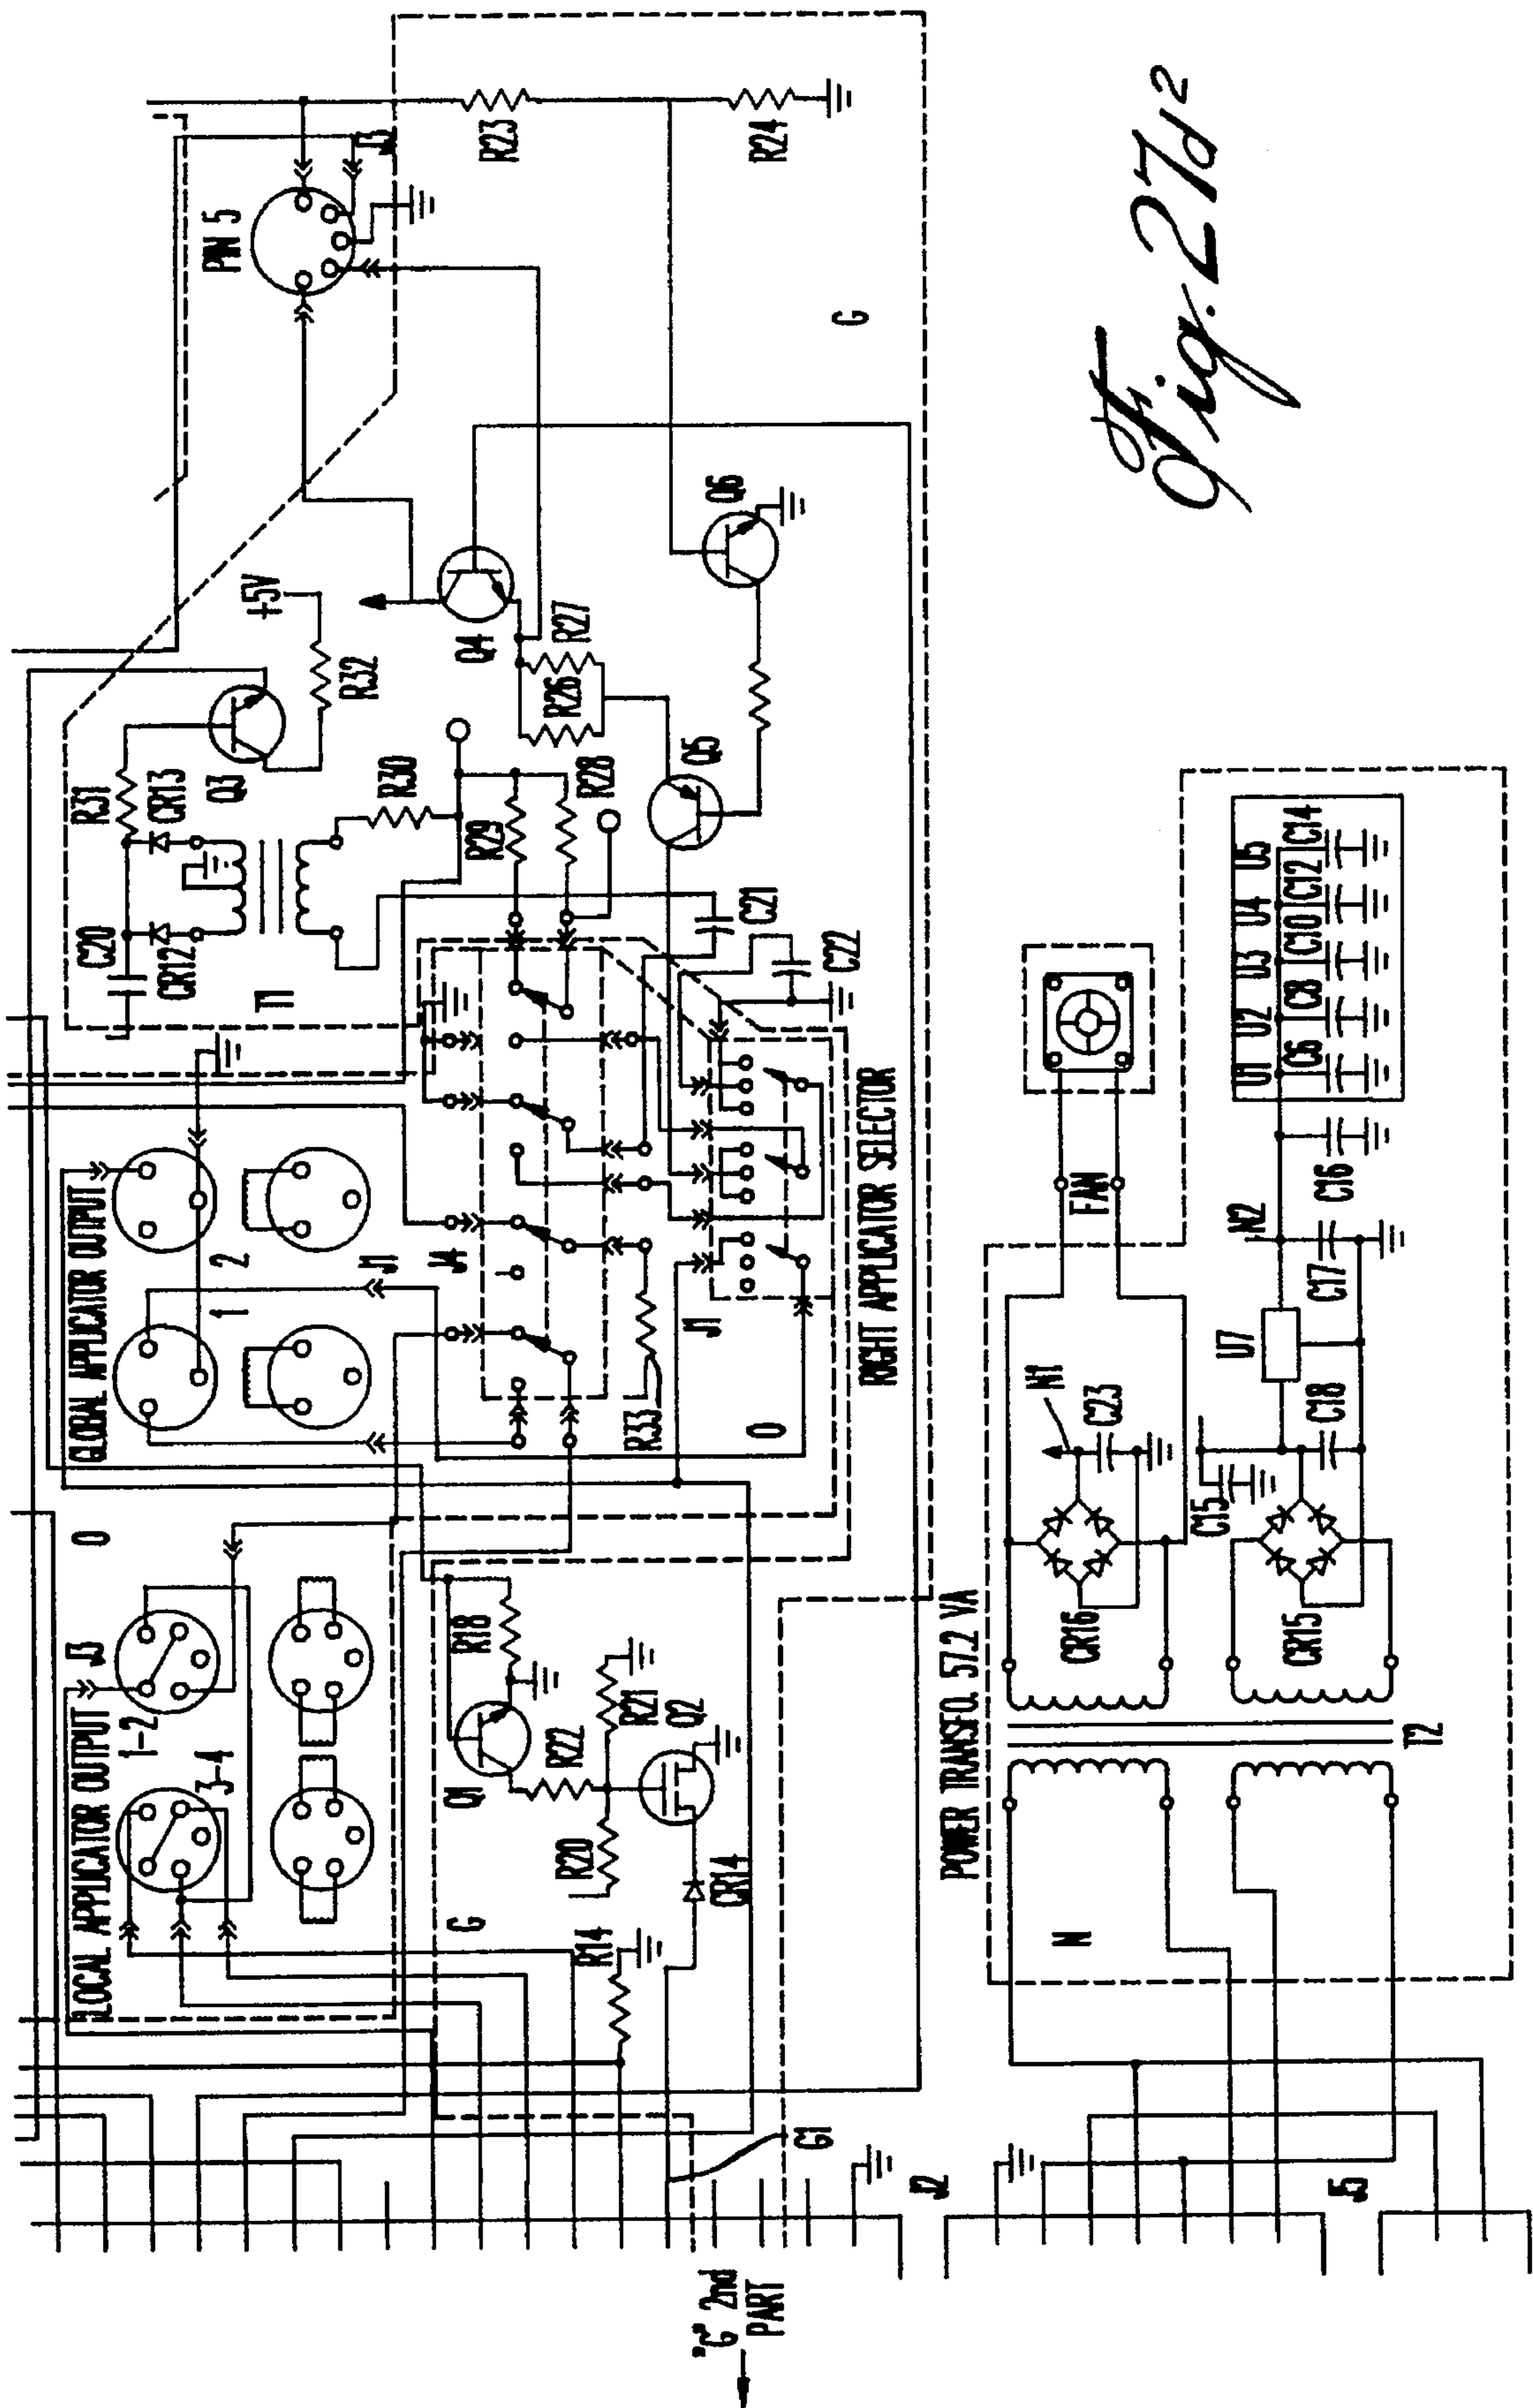 PIN 5
J3
R23
R24
G
+5V
R32
R31
Q3
CR13
C20
CR12
T1
R30
Q4
R27
R26
R29
R28
Q5
Q6
C21
C22
GLOBAL APPLICATOR OUTPUT
1
2
J1
J4
R33
J1
O
RIGHT APPLICATOR SELECTOR
LOCAL APPLICATOR OUTPUT
J3
O
1-2
3-4
G
Q1
R18
R22
R21
R20
Q2
R14
CR14
G1
J2
"G" 2nd
PART
POWER TRANSFO. 57.2 VA
N
T2
CR16
CR15
N1
C23
C15
C18
U7
C17
N2
C16
FAN
U1 U2 U3 U4 U5
C6 C8 C10 C12 C14
J5
Fig. 27d²